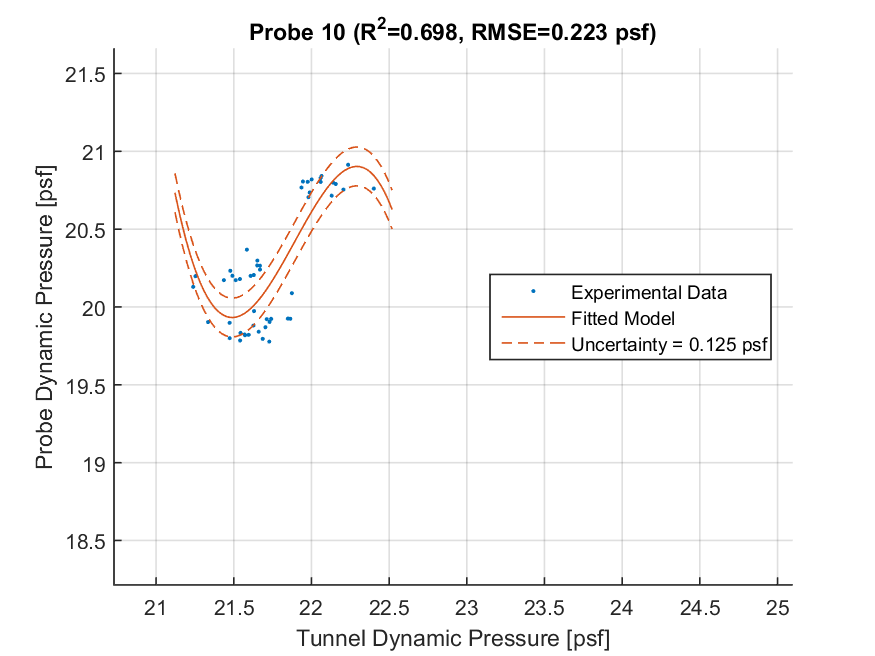 Probe 10 (R²=0.698, RMSE=0.223 psf)
21.5
21
20.5
20
19.5
19
18.5
Probe Dynamic Pressure [psf]
Experimental Data
Fitted Model
Uncertainty = 0.125 psf
21 21.5 22 22.5 23 23.5 24 24.5 25
Tunnel Dynamic Pressure [psf]